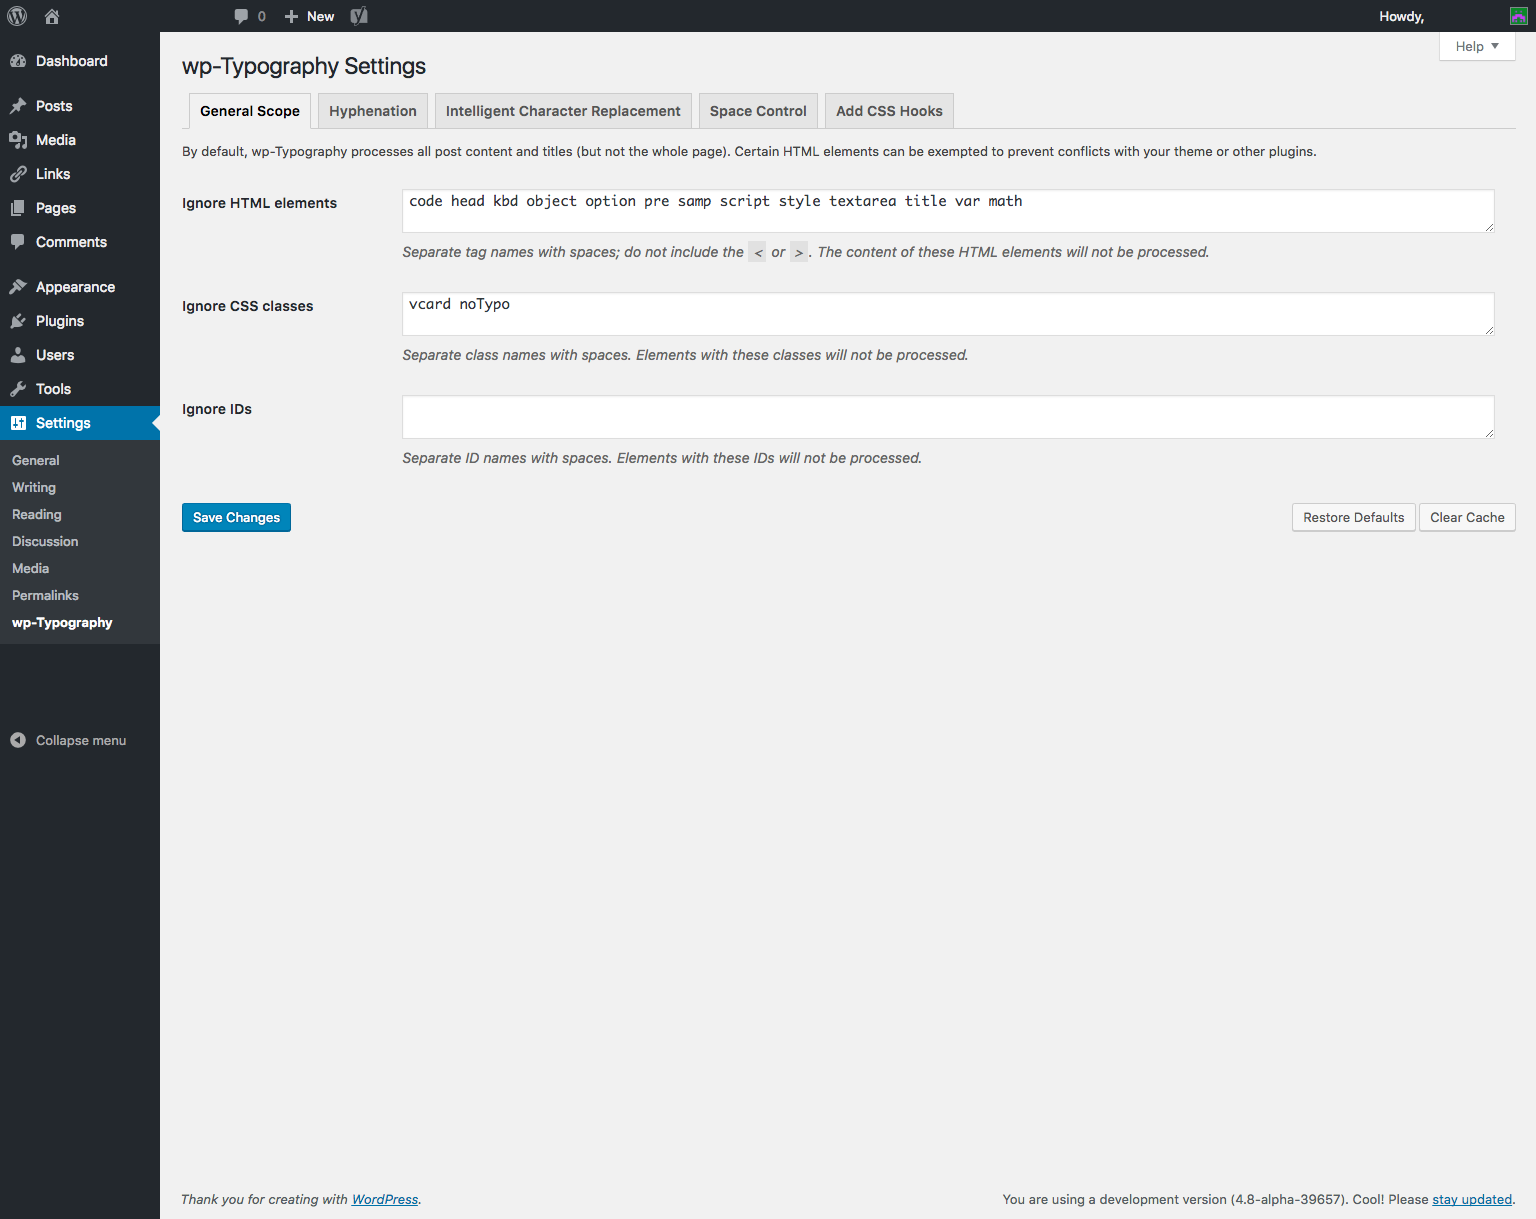 0 New
Howdy,
Help
Dashboard
Posts
Media
Links
Pages
Comments
Appearance
Plugins
Users
Tools
Settings
General
Writing
Reading
Discussion
Media
Permalinks
wp-Typography
Collapse menu
wp-Typography Settings
General Scope Hyphenation Intelligent Character Replacement Space Control Add CSS Hooks
By default, wp-Typography processes all post content and titles (but not the whole page). Certain HTML elements can be exempted to prevent conflicts with your theme or other plugins.
Ignore HTML elements
code head kbd object option pre samp script style textarea title var math
Separate tag names with spaces; do not include the < or >. The content of these HTML elements will not be processed.
Ignore CSS classes
vcard noTypo
Separate class names with spaces. Elements with these classes will not be processed.
Ignore IDs
Separate ID names with spaces. Elements with these IDs will not be processed.
Save Changes
Restore Defaults Clear Cache
Thank you for creating with WordPress.
You are using a development version (4.8-alpha-39657). Cool! Please stay updated.